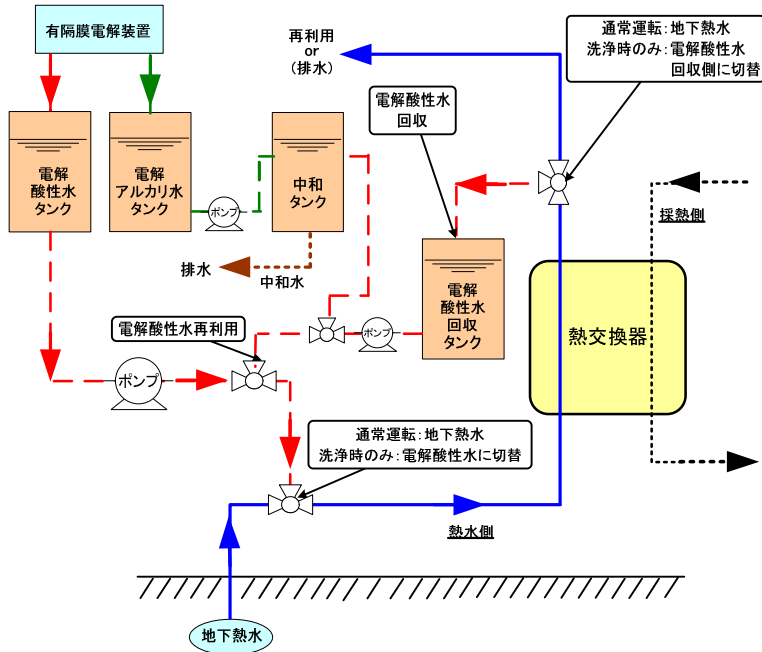 有隔膜電解装置
再利用
or
(排水)
通常運転:地下熱水
洗浄時のみ:電解酸性水
回収側に切替
電解酸性水
回収
電解
酸性水
タンク
電解
アルカリ水
タンク
ポンプ
中和
タンク
採熱側
排水
中和水
電解
酸性水
回収
タンク
熱交換器
電解酸性水再利用
ポンプ
ポンプ
通常運転:地下熱水
洗浄時のみ:電解酸性水に切替
熱水側
地下熱水